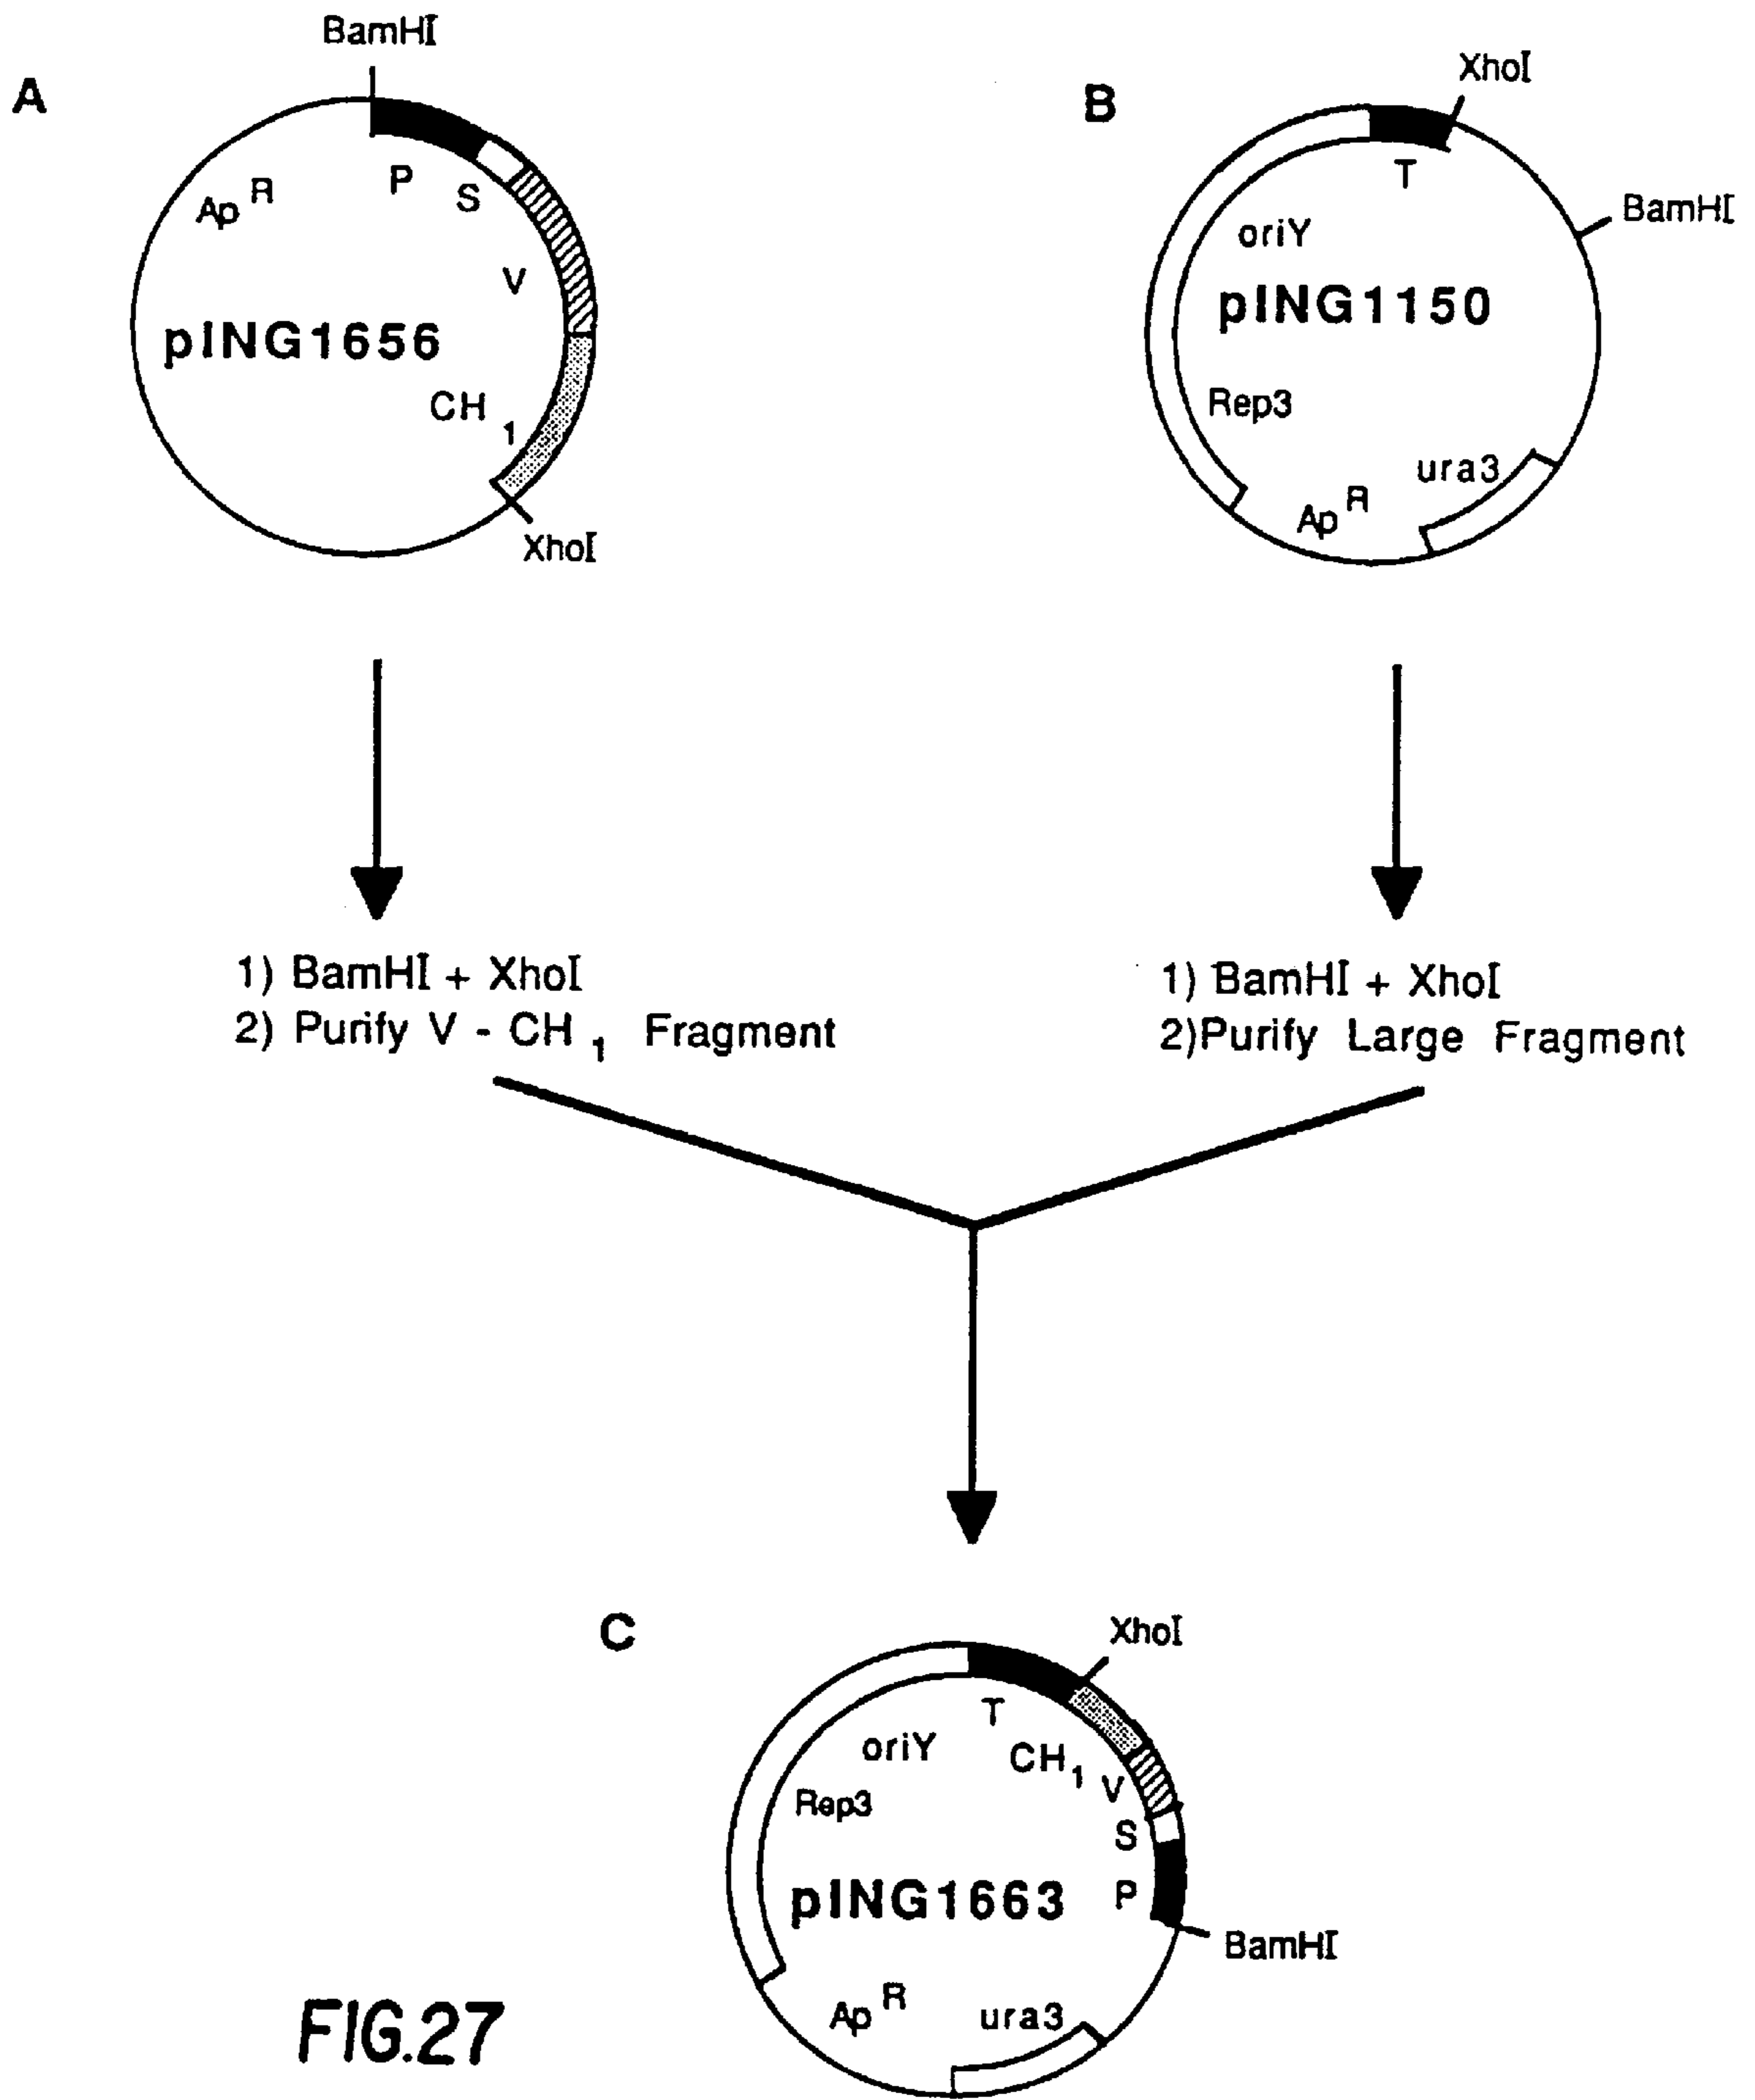 A
BamHI
Ap R
P
S
V
pING1656
CH 1
XhoI
B
XhoI
T
BamHI
oriY
pING1150
Rep3
ura3
Ap R
1) BamHI + XhoI
2) Purify V - CH 1 Fragment
1) BamHI + XhoI
2)Purify Large Fragment
C
XhoI
T
oriY
CH 1
V
Rep3
S
pING1663
P
BamHI
Ap R
ura3
FIG.27